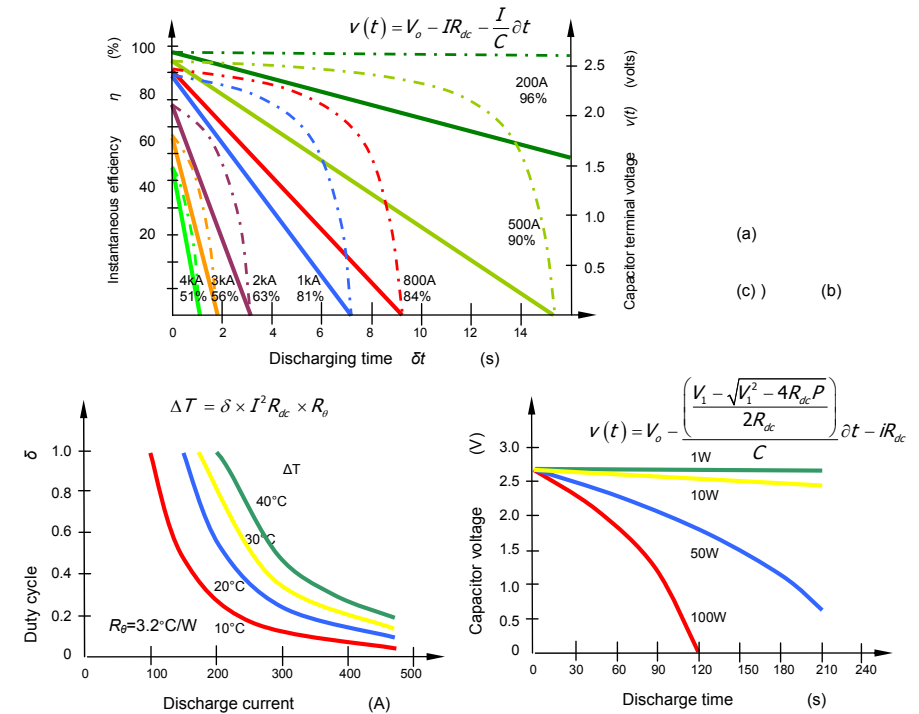 v(t) = V_o − IR_dc − I/C ∂t
Instantaneous efficiency η (%)
100
80
60
40
20
Capacitor terminal voltage v(t) (volts)
2.5
2.0
1.5
1.0
0.5
200A
96%
500A
90%
4kA 3kA 2kA 1kA 800A
51% 56% 63% 81% 84%
0 2 4 6 8 10 12 14
Discharging time δt (s)
(a)
(c) ) (b)
ΔT = δ × I² R_dc × R_θ
Duty cycle δ
1.0
0.8
0.6
0.4
0.2
0
ΔT
40°C
30°C
20°C
10°C
R_θ=3.2°C/W
0 100 200 300 400 500
Discharge current (A)
v(t) = V_o − ((V_1 − √(V_1² − 4R_dc P)) / 2R_dc) / C ∂t − iR_dc
Capacitor voltage (V)
3.0
2.5
2.0
1.5
1.0
0.5
0
1W
10W
50W
100W
0 30 60 90 120 150 180 210 240
Discharge time (s)